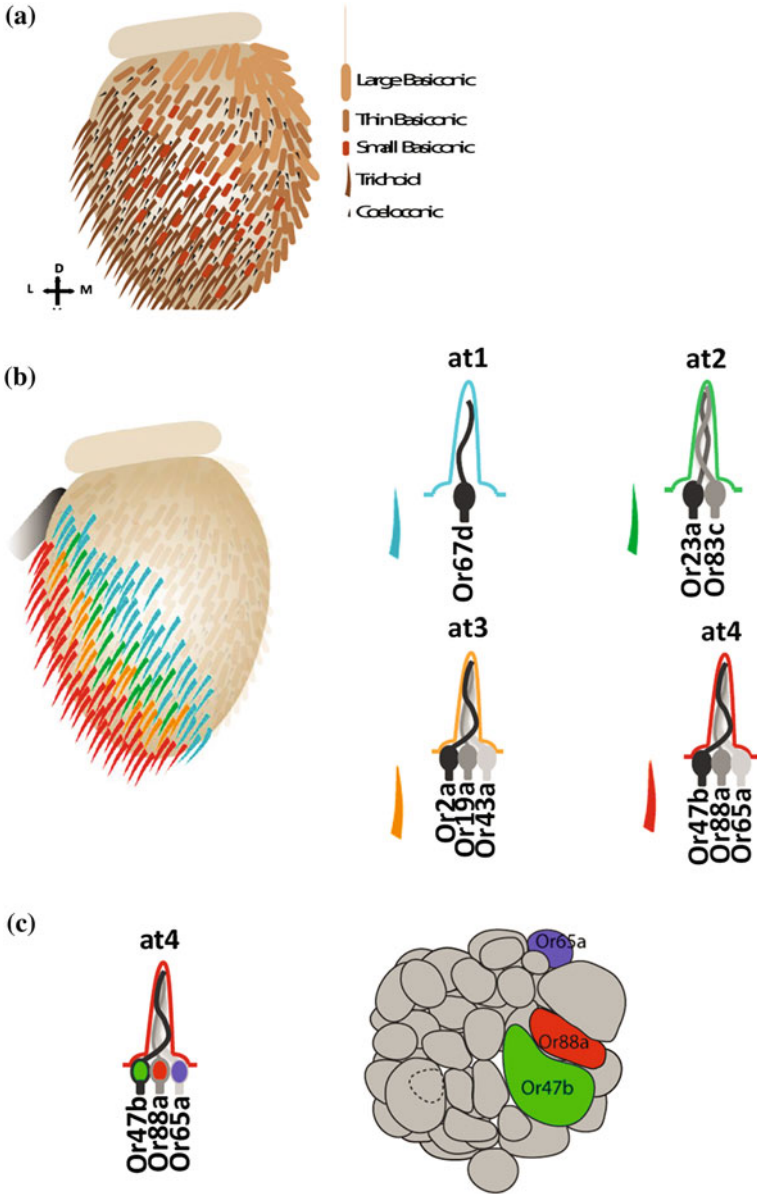 (a)
Large Basiconic
Thin Basiconic
Small Basiconic
Trichoid
Coeloconic
D
L M
(b)
at1 at2
Or67d
Or23a
Or83c
at3 at4
Or2a
Or19a
Or43a
Or47b
Or88a
Or65a
(c)
at4
Or47b
Or88a
Or65a
Or65a
Or88a
Or47b